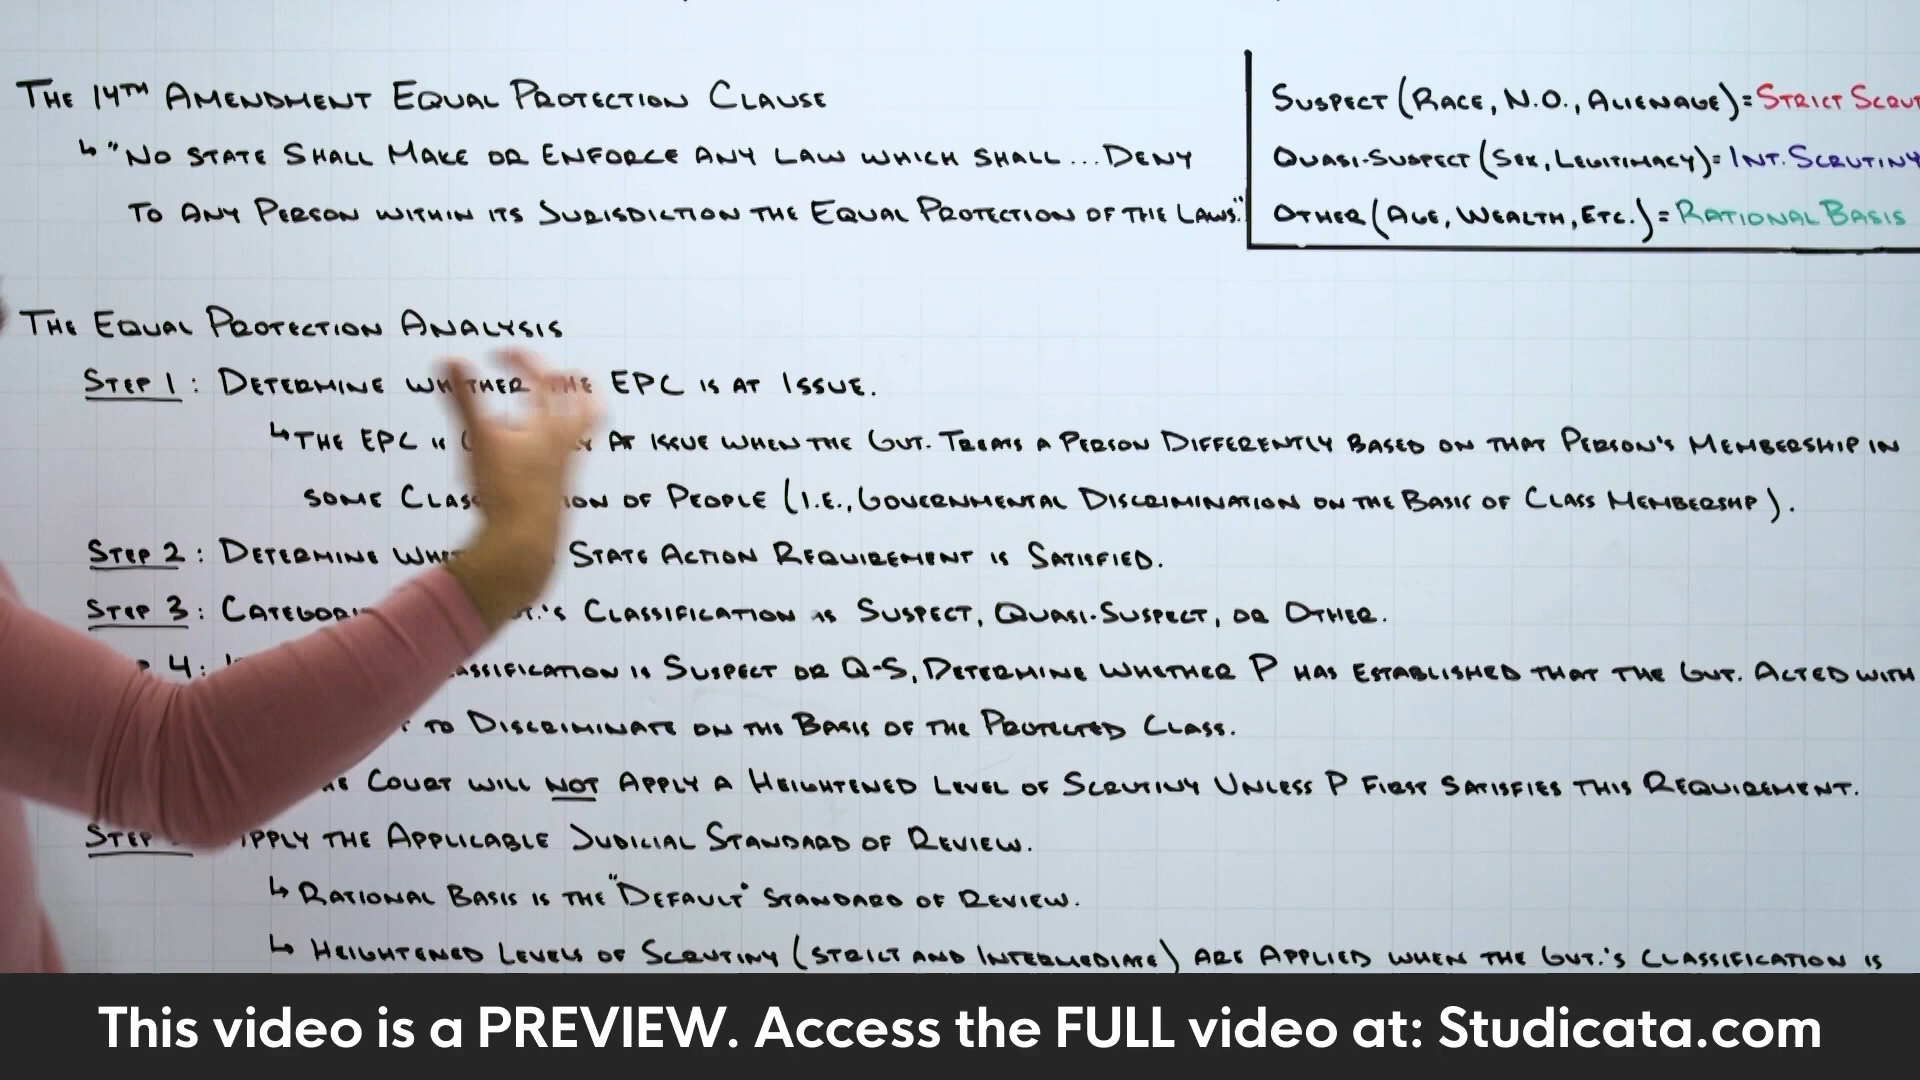 THE 14TH AMENDMENT EQUAL PROTECTION CLAUSE
↳ "NO STATE SHALL MAKE OR ENFORCE ANY LAW WHICH SHALL...DENY
TO ANY PERSON WITHIN ITS JURISDICTION THE EQUAL PROTECTION OF THE LAWS."
SUSPECT (RACE, N.O., ALIENAGE) = STRICT
QUASI-SUSPECT (SEX, LEGITIMACY) = INT. SCRUTINY
OTHER (AGE, WEALTH, ETC.) = RATIONAL BASIS
THE EQUAL PROTECTION ANALYSIS
STEP 1: DETERMINE WHETHER THE EPC IS AT ISSUE.
↳ THE EPC IS AT ISSUE WHEN THE GVT. TREATS A PERSON DIFFERENTLY BASED ON THAT PERSON'S MEMBERSHIP IN
SOME OF PEOPLE (I.E., GOVERNMENTAL DISCRIMINATION ON THE BASIS OF CLASS MEMBERSHP).
STEP 2: DETERMINE STATE ACTION REQUIREMENT IS SATISFIED.
STEP 3: CLASSIFICATION AS SUSPECT, QUASI-SUSPECT, OR OTHER.
4: IS SUSPECT OR Q-S, DETERMINE WHETHER P HAS ESTABLISHED THAT THE GVT. ACTED WITH
TO DISCRIMINATE ON THE BASIS OF THE PROTECTED CLASS.
COURT WILL NOT APPLY A HEIGHTENED LEVEL OF SCRUTINY UNLESS P FIRST SATISFIES THIS REQUIREMENT.
STEP THE APPLICABLE JUDICIAL STANDARD OF REVIEW.
↳ RATIONAL BASIS IS THE "DEFAULT" STANDARD OF REVIEW.
↳ HEIGHTENED LEVELS OF SCRUTINY (STRICT AND INTERMEDIATE) ARE APPLIED WHEN THE GVT.'S CLASSIFICATION IS
This video is a PREVIEW. Access the FULL video at: Studicata.com